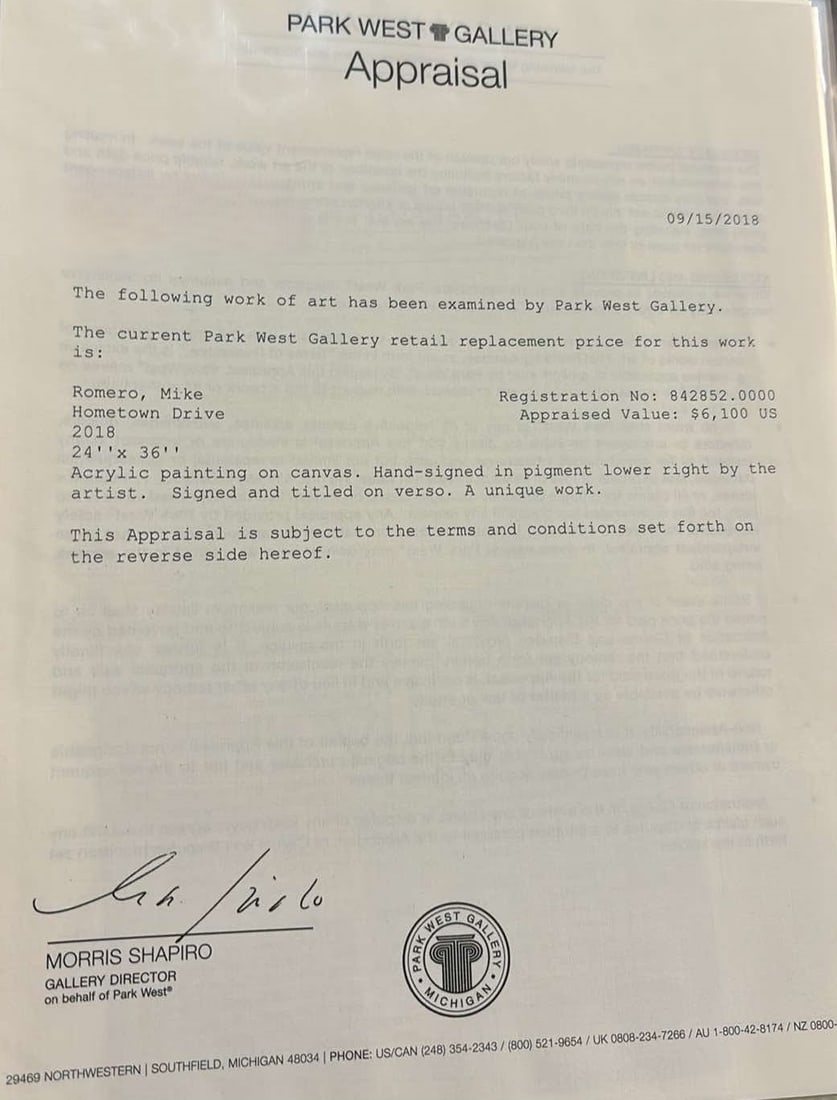 PARK WEST GALLERY
Appraisal
09/15/2018
The following work of art has been examined by Park West Gallery.
The current Park West Gallery retail replacement price for this work
is:
Romero, Mike Registration No: 842852.0000
Hometown Drive Appraised Value: $6,100 US
2018
24''x 36''
Acrylic painting on canvas. Hand-signed in pigment lower right by the
artist. Signed and titled on verso. A unique work.
This Appraisal is subject to the terms and conditions set forth on
the reverse side hereof.
MORRIS SHAPIRO
GALLERY DIRECTOR
on behalf of Park West®
PARK WEST GALLERY • MICHIGAN •
29469 NORTHWESTERN | SOUTHFIELD, MICHIGAN 48034 | PHONE: US/CAN (248) 354-2343 / (800) 521-9654 / UK 0808-234-7266 / AU 1-800-42-8174 / NZ 0800-